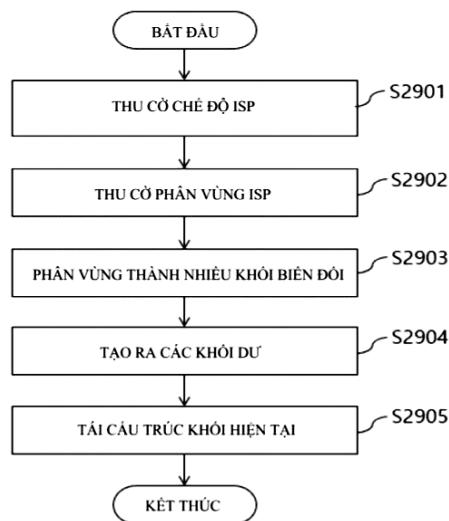 BẮT ĐẦU
THU CỜ CHẾ ĐỘ ISP
S2901
THU CỜ PHÂN VÙNG ISP
S2902
PHÂN VÙNG THÀNH NHIỀU KHỐI BIẾN ĐỔI
S2903
TẠO RA CÁC KHỐI DƯ
S2904
TÁI CẤU TRÚC KHỐI HIỆN TẠI
S2905
KẾT THÚC